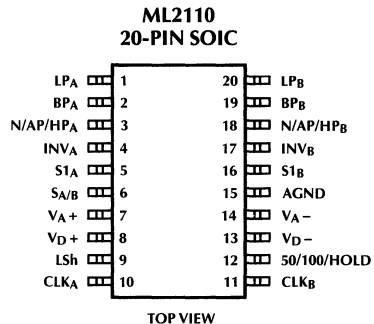 ML2110
20-PIN SOIC
LPA 1 20 LPB
BPA 2 19 BPB
N/AP/HPA 3 18 N/AP/HPB
INVA 4 17 INVB
S1A 5 16 S1B
SA/B 6 15 AGND
VA+ 7 14 VA−
VD+ 8 13 VD−
LSh 9 12 50/100/HOLD
CLKA 10 11 CLKB
TOP VIEW